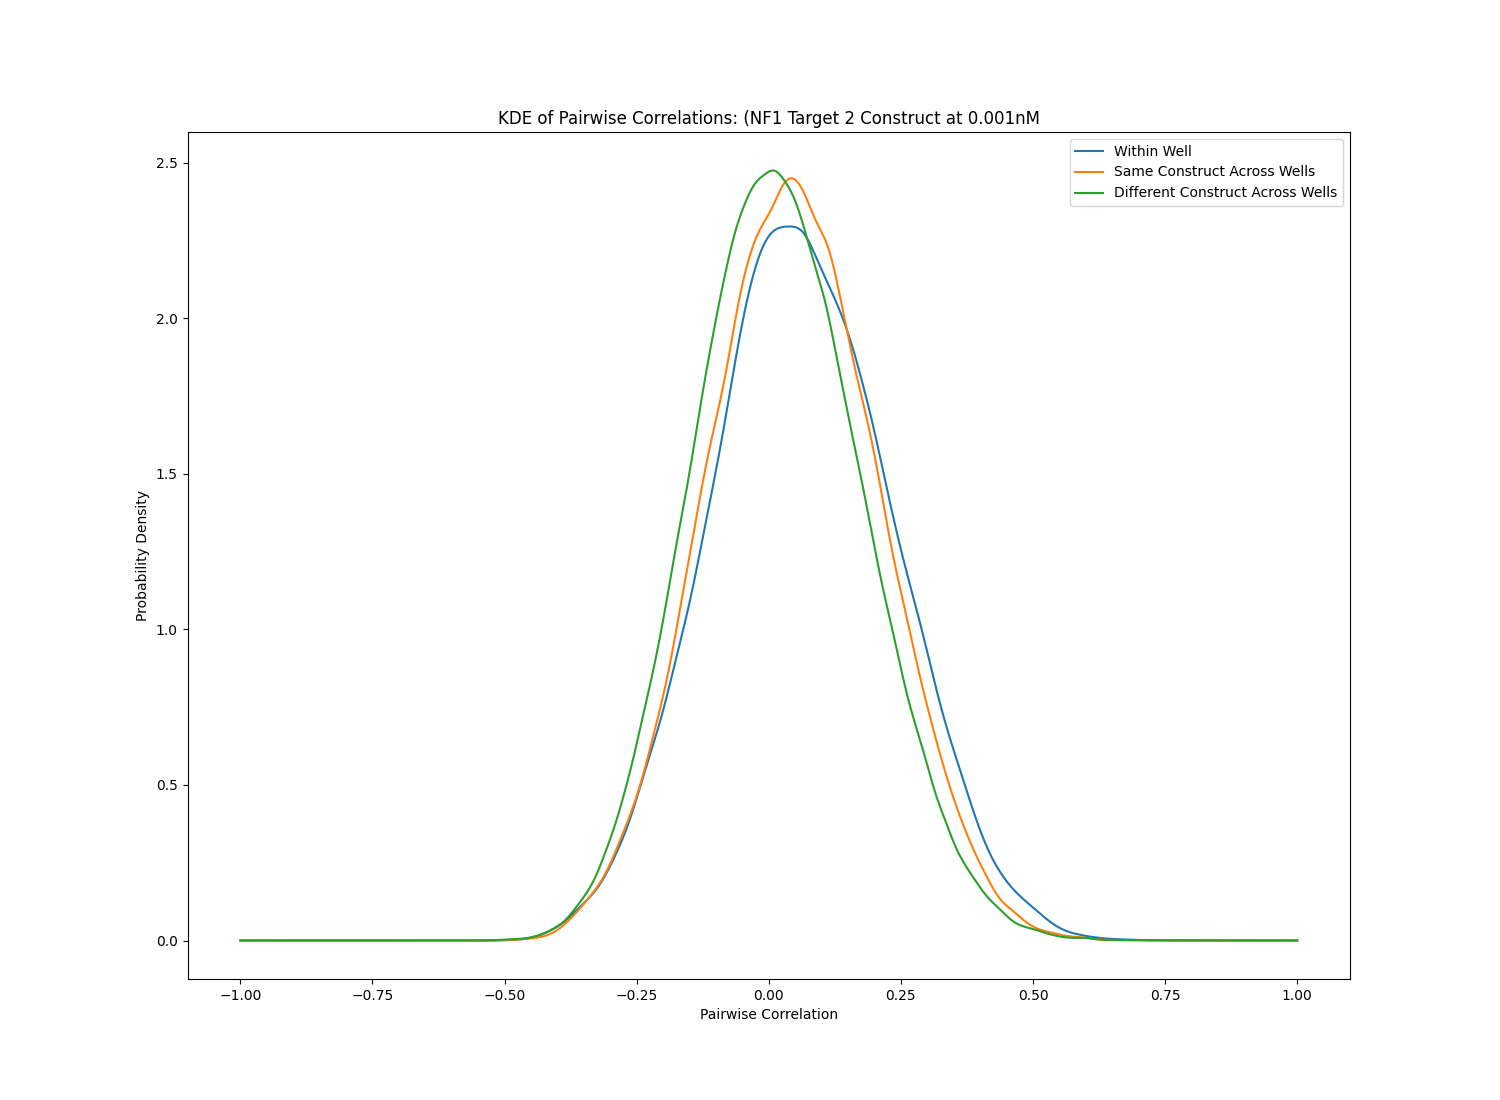 KDE of Pairwise Correlations: (NF1 Target 2 Construct at 0.001nM
Within Well
Same Construct Across Wells
Different Construct Across Wells
Probability Density
2.5
2.0
1.5
1.0
0.5
0.0
−1.00 −0.75 −0.50 −0.25 0.00 0.25 0.50 0.75 1.00
Pairwise Correlation